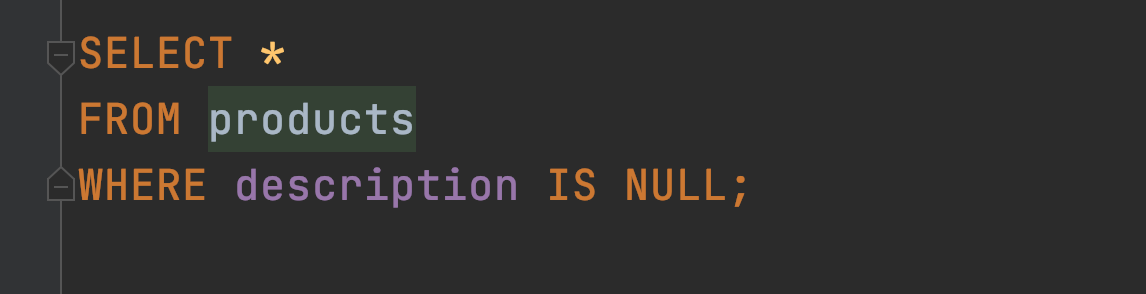 SELECT *
FROM products
WHERE description IS NULL;